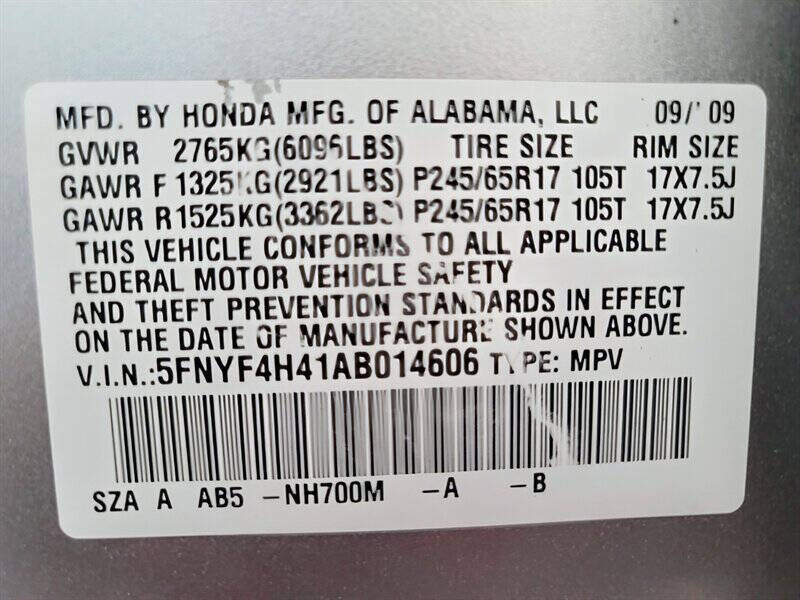 MFD. BY HONDA MFG. OF ALABAMA, LLC 09/'09
GVWR 2765KG(6096LBS) TIRE SIZE RIM SIZE
GAWR F 1325KG(2921LBS) P245/65R17 105T 17X7.5J
GAWR R1525KG(3362LBS) P245/65R17 105T 17X7.5J
THIS VEHICLE CONFORMS TO ALL APPLICABLE
FEDERAL MOTOR VEHICLE SAFETY
AND THEFT PREVENTION STANDARDS IN EFFECT
ON THE DATE OF MANUFACTURE SHOWN ABOVE.
V.I.N.:5FNYF4H41AB014606 TYPE: MPV
SZA A AB5 -NH700M -A -B